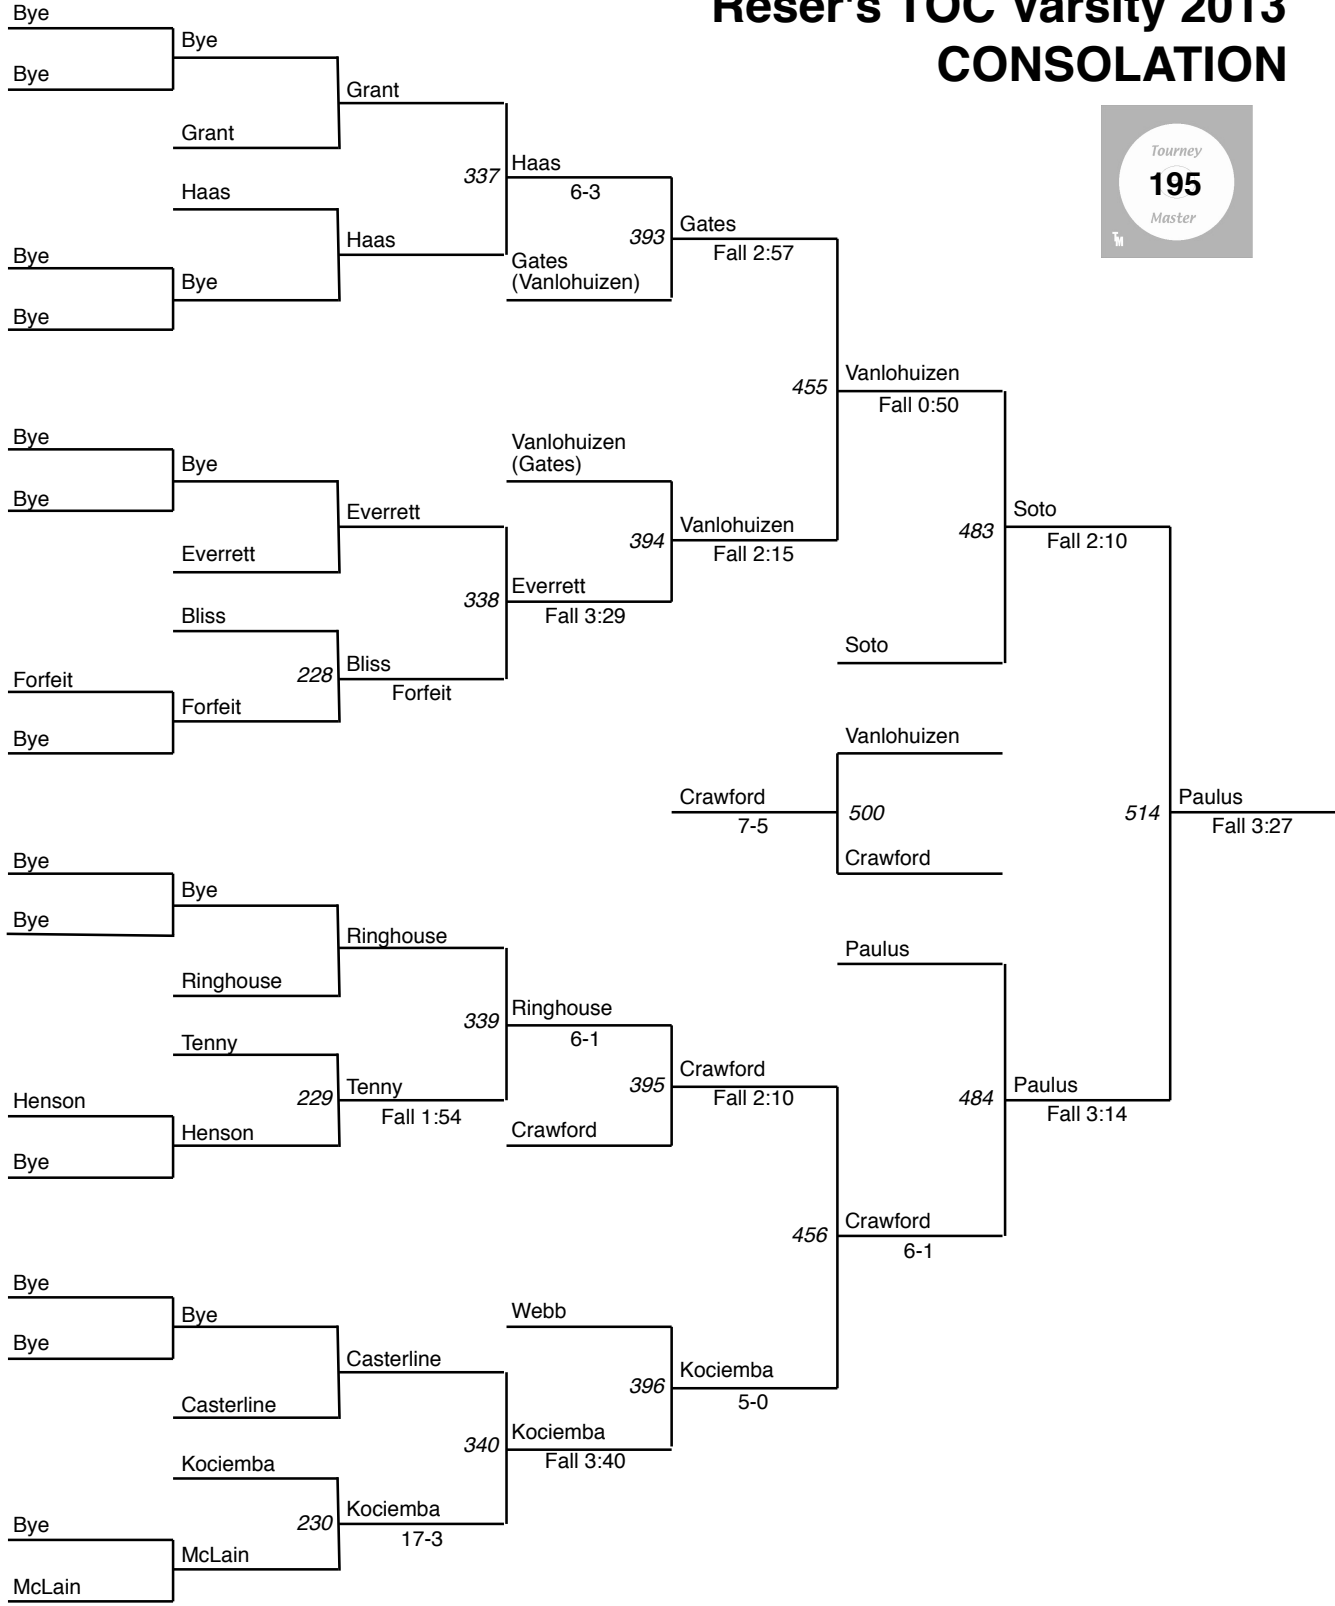 Reser's TOC Varsity 2013
CONSOLATION
Tourney
195
Master
TM
Bye
Bye
Bye
Grant
Grant
Haas
Haas
Bye
Bye
Bye
337
Haas
6-3
Gates
(Vanlohuizen)
393
Gates
Fall 2:57
Bye
Bye
Bye
Everrett
Everrett
Bliss
228
Bliss
Forfeit
Forfeit
Forfeit
Bye
Vanlohuizen
(Gates)
338
Everrett
Fall 3:29
394
Vanlohuizen
Fall 2:15
455
Vanlohuizen
Fall 0:50
483
Soto
Fall 2:10
Soto
Vanlohuizen
Crawford
7-5
500
Crawford
514
Paulus
Fall 3:27
Bye
Bye
Bye
Ringhouse
Ringhouse
Tenny
229
Tenny
Fall 1:54
Henson
Henson
Bye
339
Ringhouse
6-1
Crawford
395
Crawford
Fall 2:10
Paulus
484
Paulus
Fall 3:14
456
Crawford
6-1
Bye
Bye
Bye
Casterline
Casterline
Kociemba
230
Kociemba
17-3
Bye
McLain
McLain
Webb
340
Kociemba
Fall 3:40
396
Kociemba
5-0